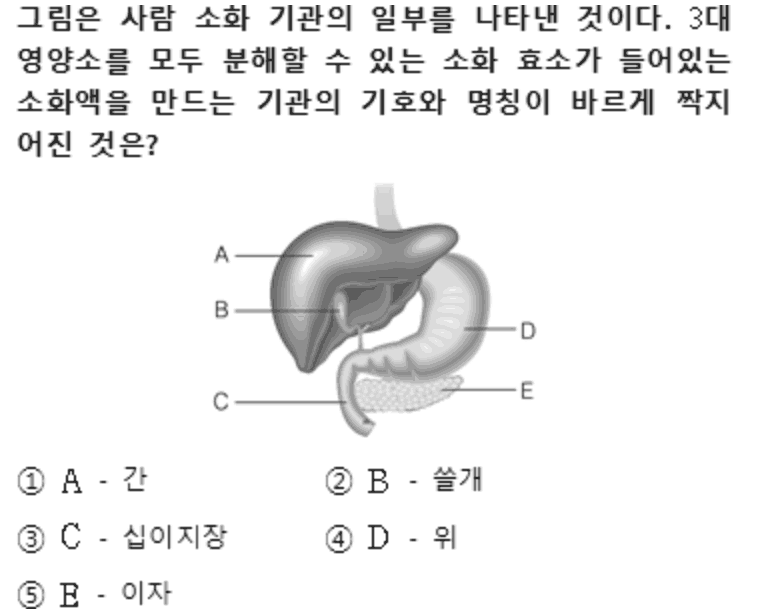 그림은 사람 소화 기관의 일부를 나타낸 것이다. 3대
영양소를 모두 분해할 수 있는 소화 효소가 들어있는
소화액을 만드는 기관의 기호와 명칭이 바르게 짝지
어진 것은?
A
B
D
E
C
① A - 간 ② B - 쓸개
③ C - 십이지장 ④ D - 위
⑤ E - 이자